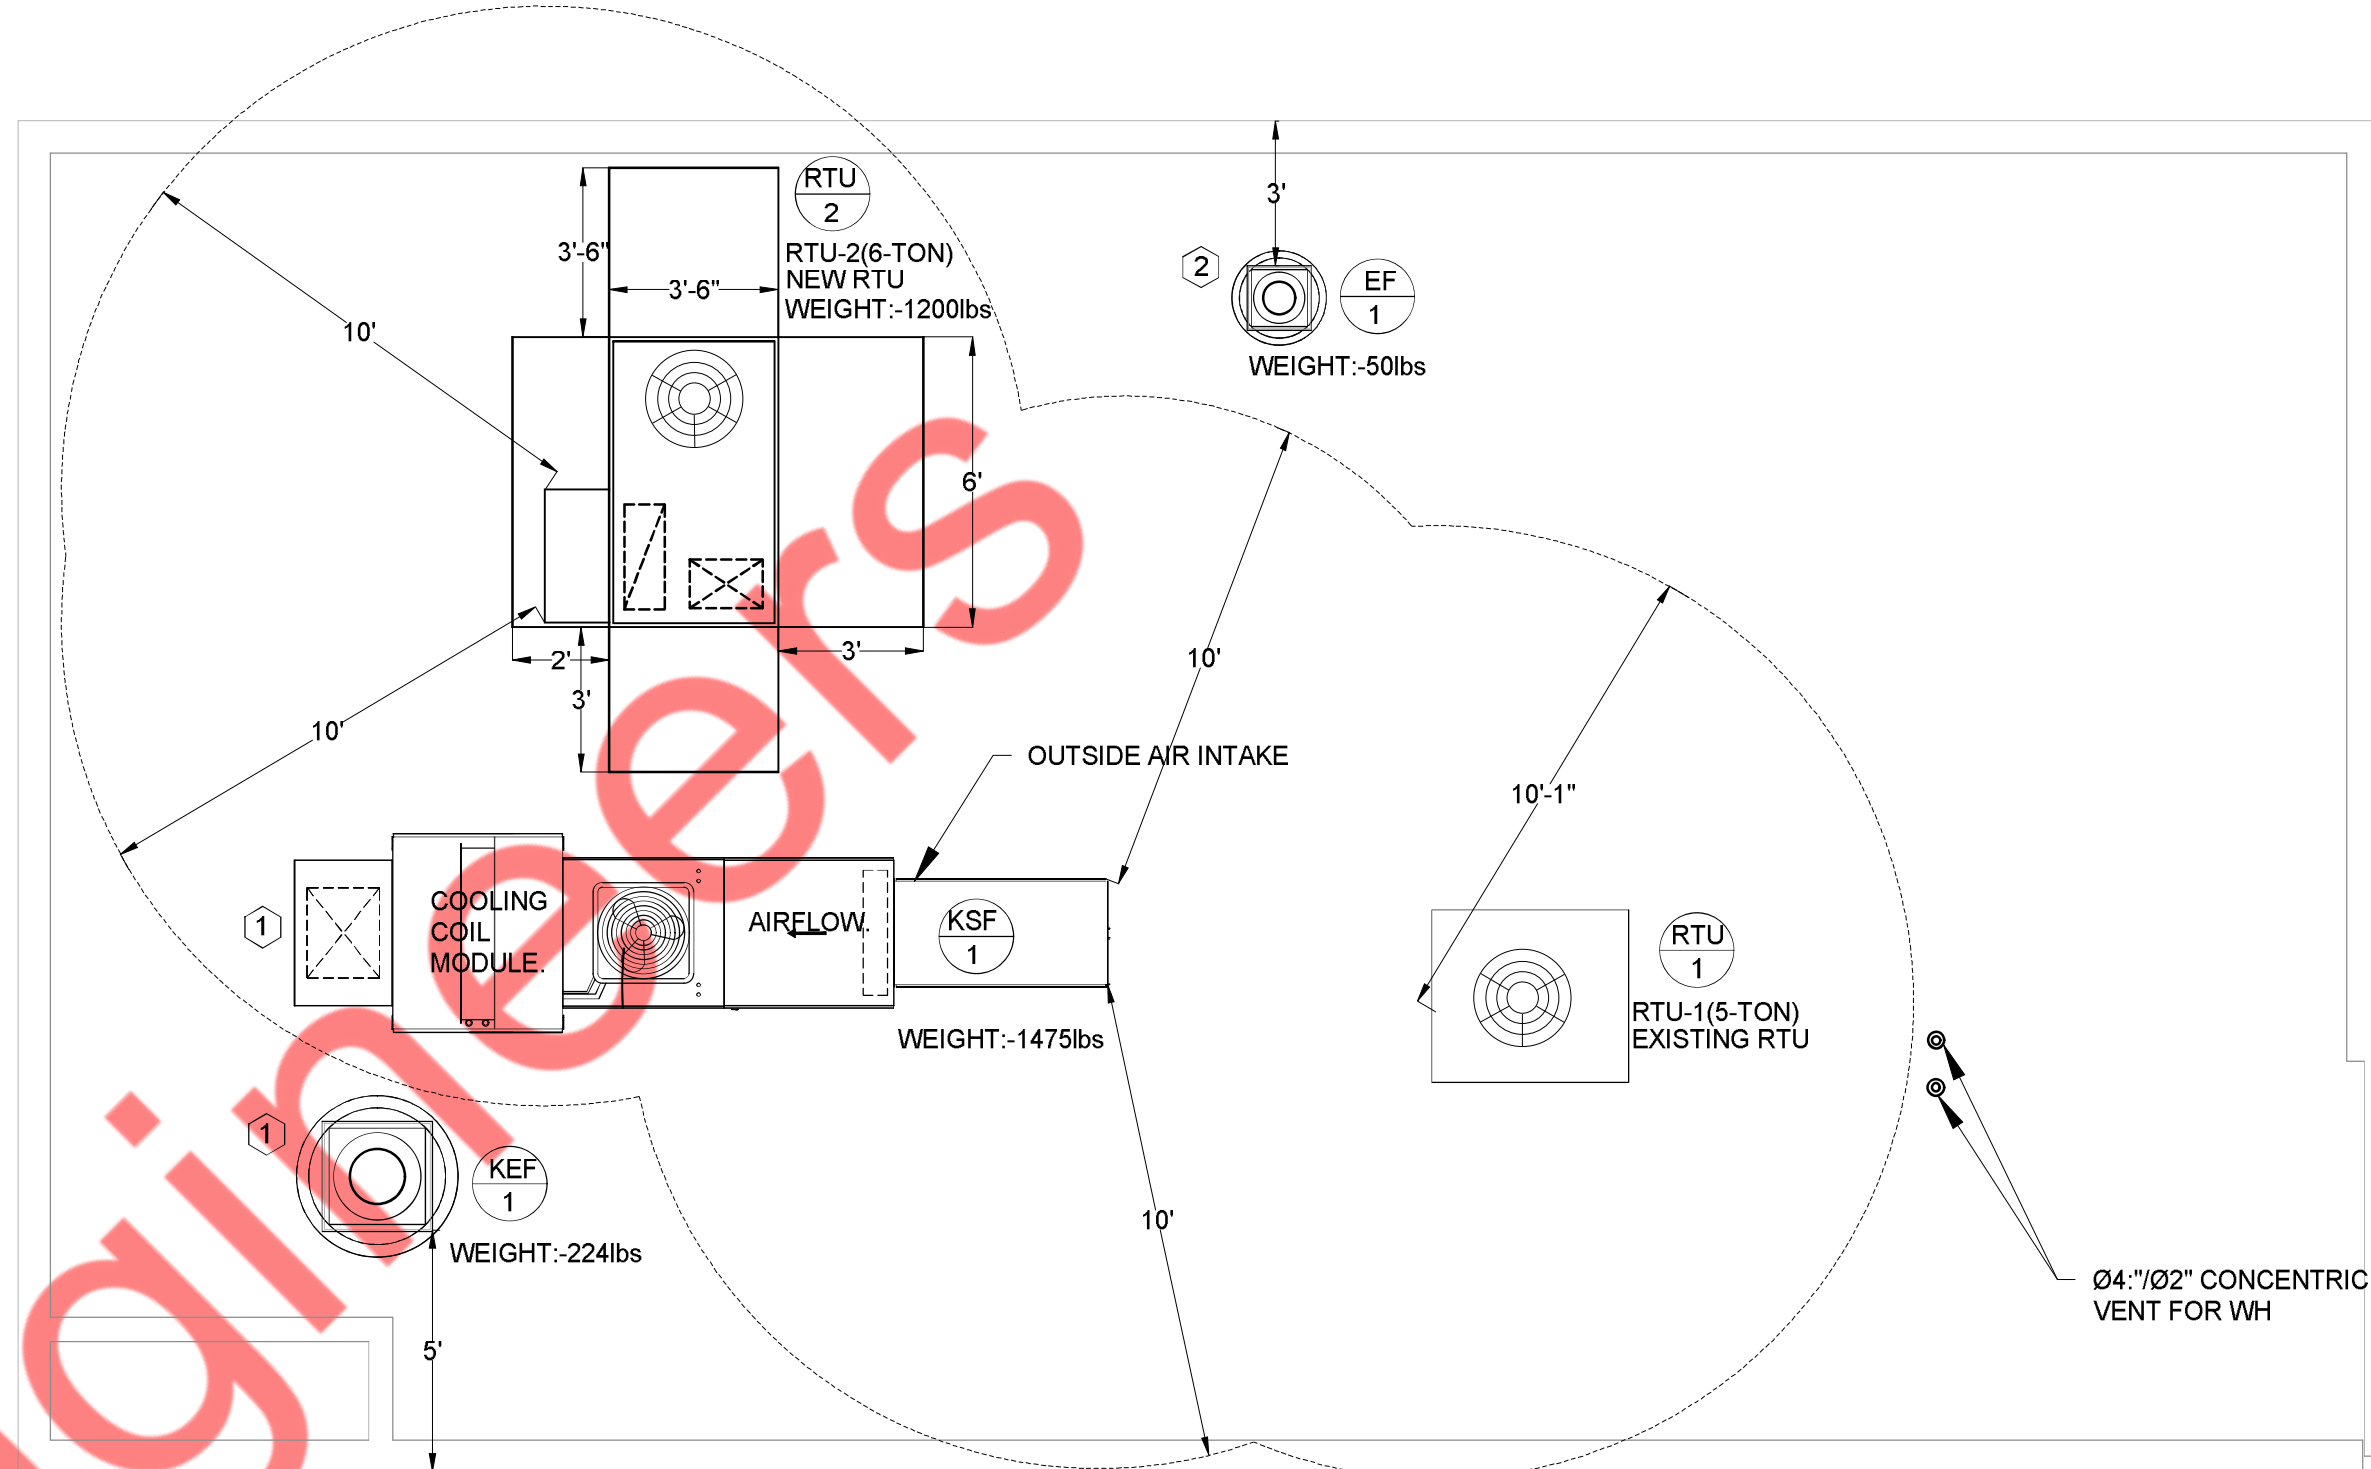 RTU
2
3'-6"
RTU-2(6-TON)
NEW RTU
WEIGHT:-1200lbs
3'-6"
3'
2
EF
1
WEIGHT:-50lbs
10'
6'
2'
3'
3'
10'
10'
OUTSIDE AIR INTAKE
10'-1"
1
COOLING
COIL
MODULE.
AIRFLOW.
KSF
1
WEIGHT:-1475lbs
RTU
1
RTU-1(5-TON)
EXISTING RTU
1
KEF
1
WEIGHT:-224lbs
10'
5'
Ø4:"/Ø2" CONCENTRIC
VENT FOR WH
gineers